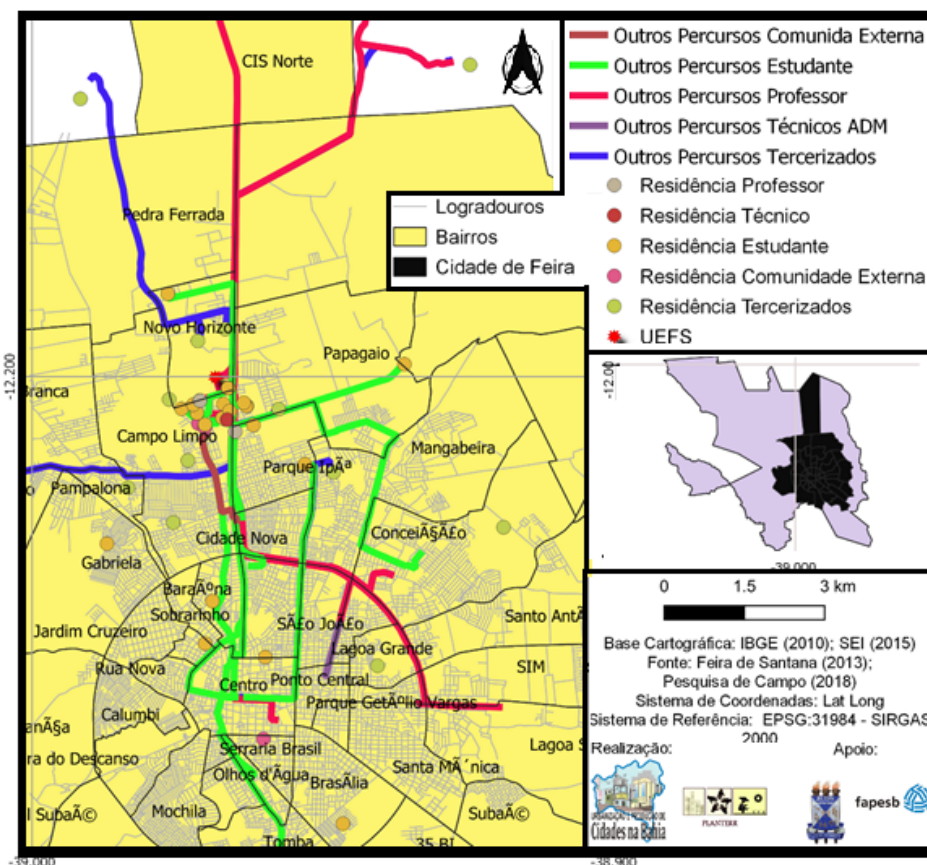 CIS Norte
Pedra Ferrada
Novo Horizonte
Papagaio
-12.200
Branca
Campo Limpo
Mangabeira
Parque IpÃª
o
Pampalona
Cidade Nova
ConceiÃ§Ã£o
Gabriela
BaraÃºna
Sobrarinho
SÃ£o JoÃ£o
Santo AntÃ
Jardim Cruzeiro
Lagoa Grande
Rua Nova
SIM
Centro
Ponto Central
Parque GetÃºlio Vargas
Calumbi
anÃ§a
Serraria Brasil
Lagoa S
ra do Descanso
Olhos d'Ãgua
BrasÃlia
Santa MÃ´nica
l SubaÃ©
Mochila
SubaÃ©
Tomba
35 BI
-39.000
-38.900
Logradouros
Bairros
Cidade de Feira
Outros Percursos Comunida Externa
Outros Percursos Estudante
Outros Percursos Professor
Outros Percursos Técnicos ADM
Outros Percursos Tercerizados
Residência Professor
Residência Técnico
Residência Estudante
Residência Comunidade Externa
Residência Tercerizados
UEFS
-12.00
-39.000
0 1.5 3 km
Base Cartográfica: IBGE (2010); SEI (2015)
Fonte: Feira de Santana (2013);
Pesquisa de Campo (2018)
Sistema de Coordenadas: Lat Long
Sistema de Referência: EPSG:31984 - SIRGAS
2000
Realização:
Apoio:
Cidades na Bahia
PLANTERR
fapesb